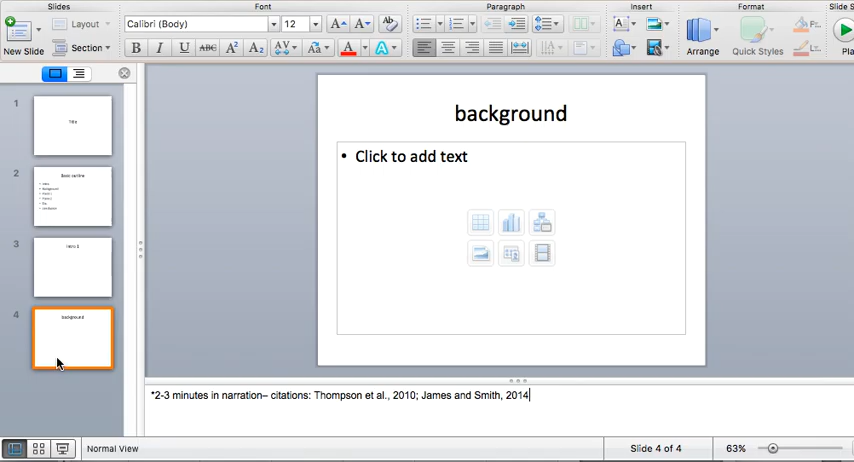 Slides Font Paragraph Insert Format Slide S
Layout Calibri (Body) 12
New Slide Section B I U ABC A² A₂ AV Aa A A A Arrange Quick Styles Pla
1 Title
2 Basic outline
3 Intro 1
4 background
background
• Click to add text
*2-3 minutes in narration– citations: Thompson et al., 2010; James and Smith, 2014
Normal View Slide 4 of 4 63%